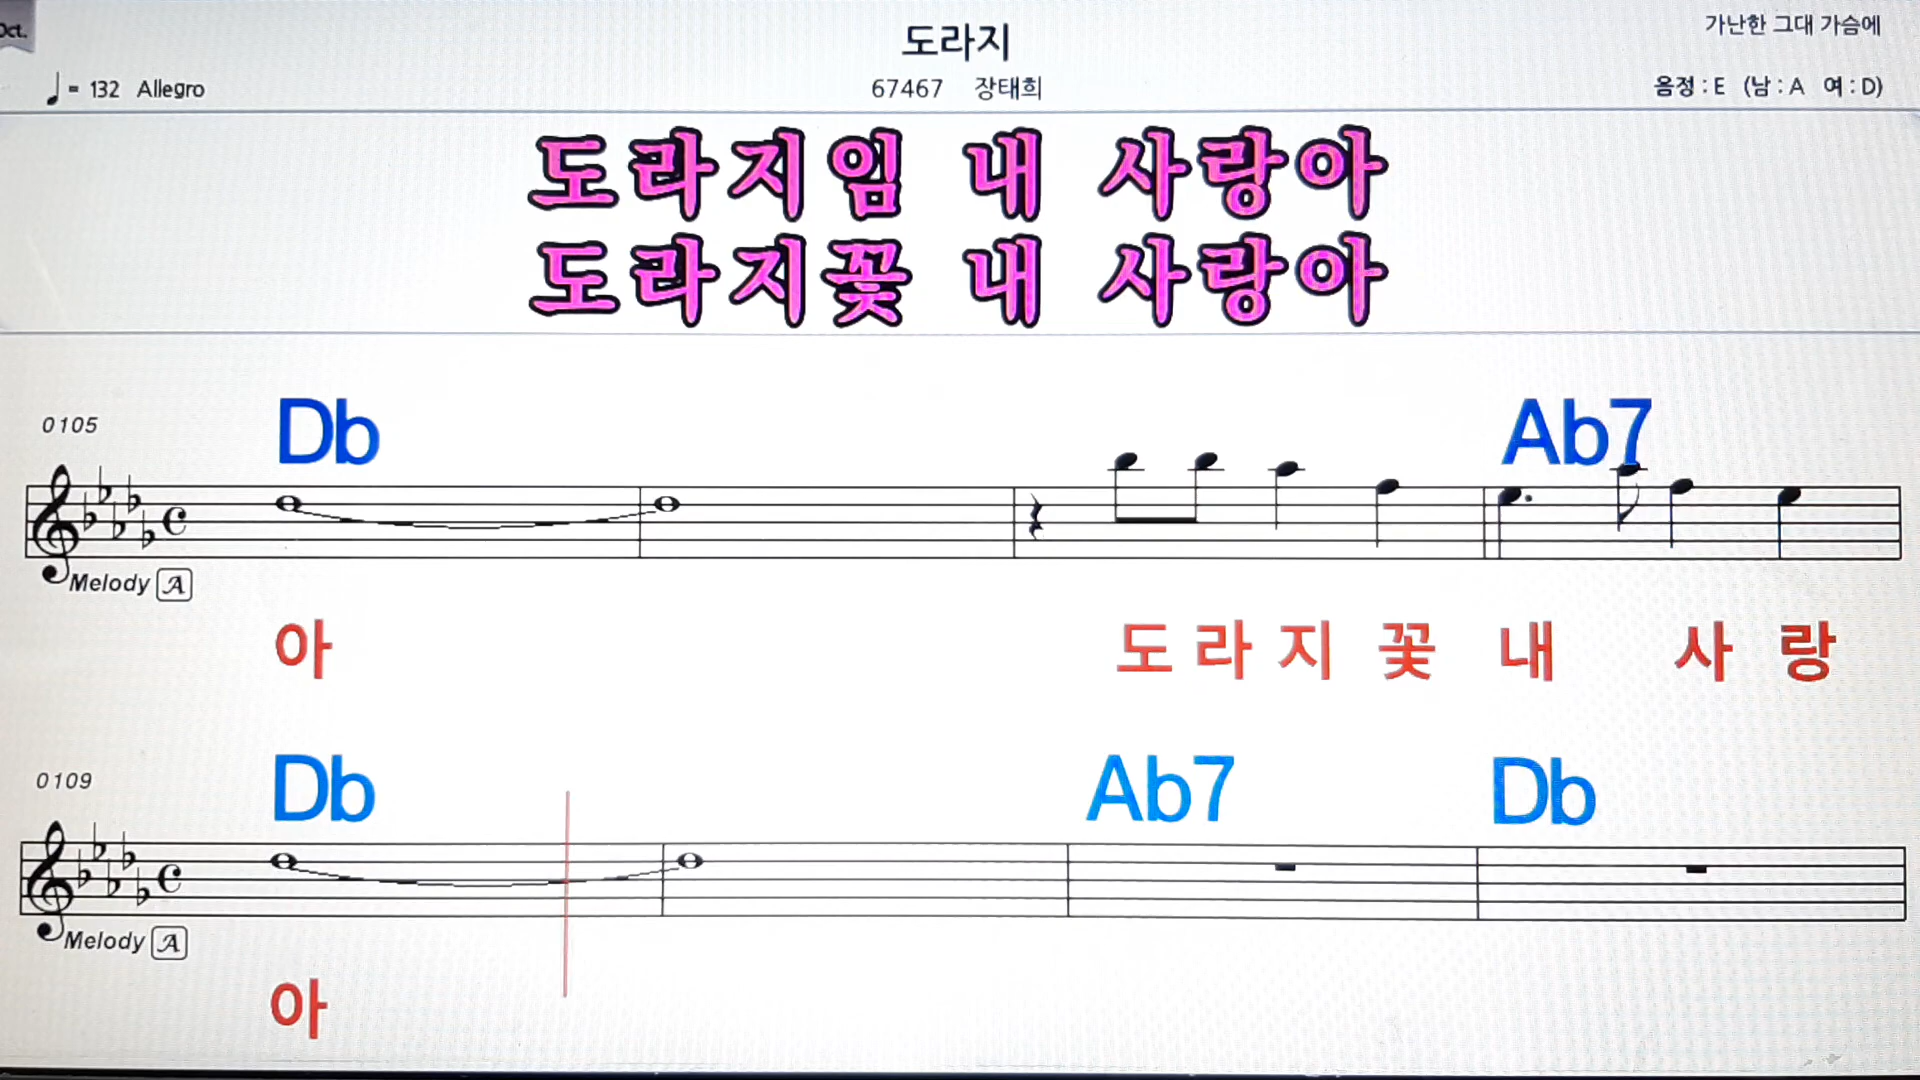 Oct.
도라지
가난한 그대 가슴에
♩ = 132 Allegro
67467 장태희
음정 : E (남 : A 여 : D)
도라지임 내 사랑아
도라지꽃 내 사랑아
0105
Db Ab7
Melody A
아 도 라 지 꽃 내 사 랑
0109
Db Ab7 Db
Melody A
아